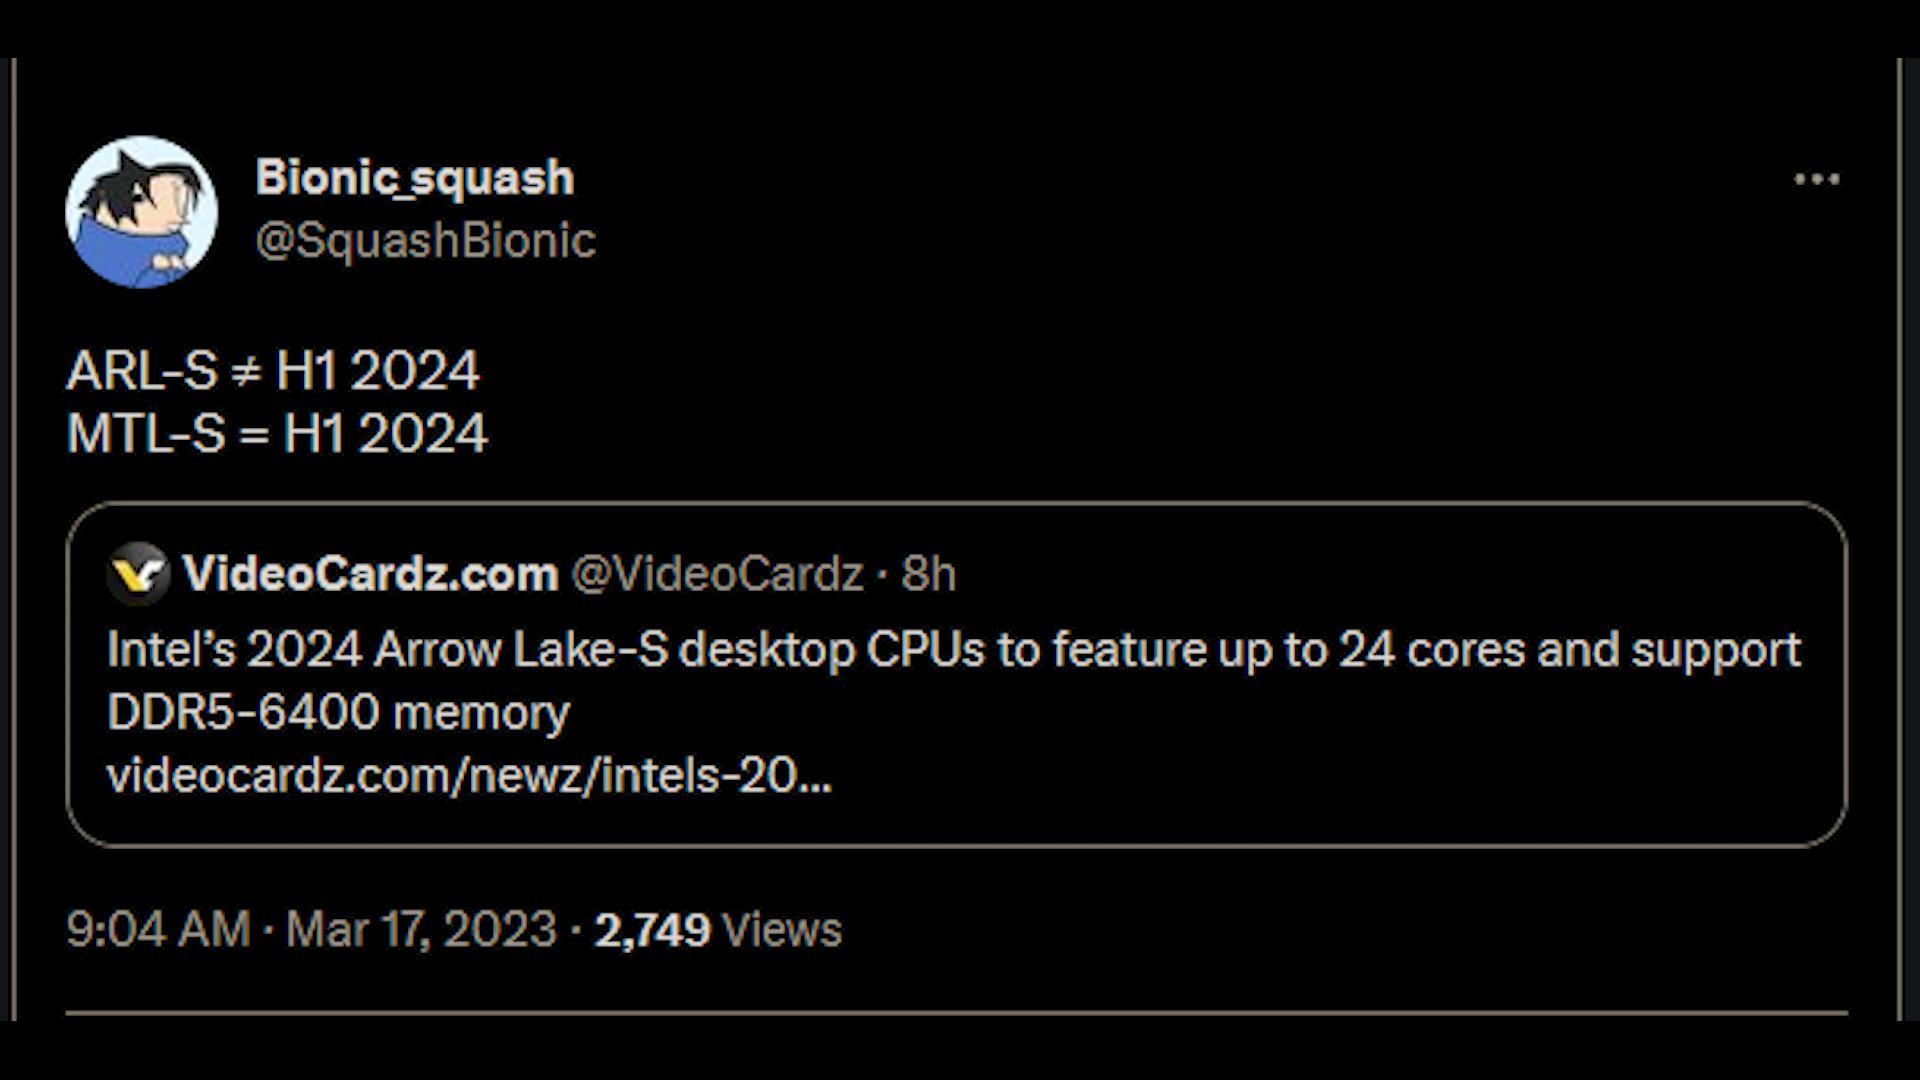 Bionic_squash
@SquashBionic
ARL-S ≠ H1 2024
MTL-S = H1 2024
VideoCardz.com @VideoCardz · 8h
Intel’s 2024 Arrow Lake-S desktop CPUs to feature up to 24 cores and support
DDR5-6400 memory
videocardz.com/newz/intels-20...
9:04 AM · Mar 17, 2023 · 2,749 Views